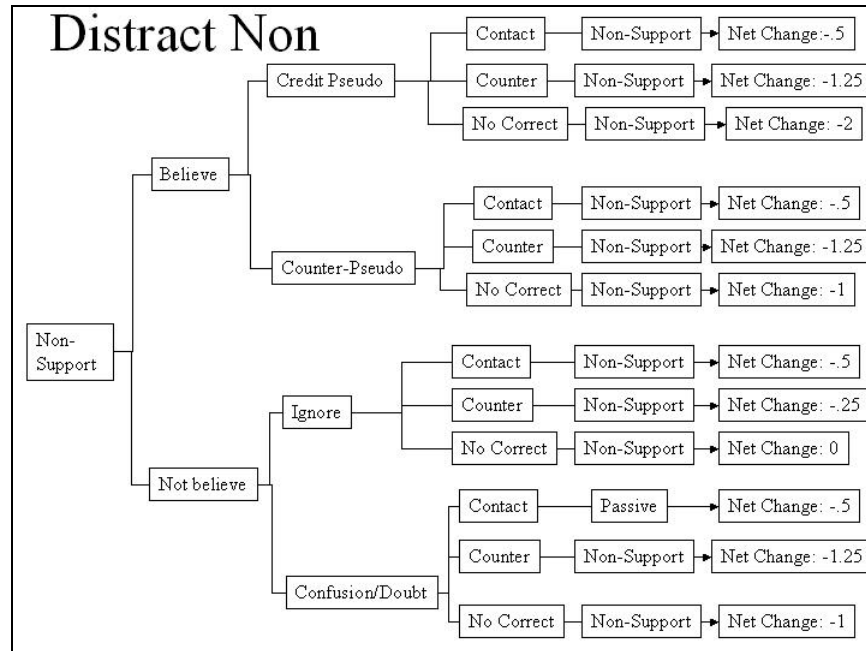 Distract Non
Contact Non-Support Net Change:-.5
Credit Pseudo Counter Non-Support Net Change: -1.25
No Correct Non-Support Net Change: -2
Believe
Contact Non-Support Net Change: -.5
Counter Non-Support Net Change: -1.25
Counter-Pseudo
No Correct Non-Support Net Change: -1
Non-
Support
Contact Non-Support Net Change: -.5
Ignore Counter Non-Support Net Change: -.25
No Correct Non-Support Net Change: 0
Not believe
Contact Passive Net Change: -.5
Counter Non-Support Net Change: -1.25
Confusion/Doubt
No Correct Non-Support Net Change: -1